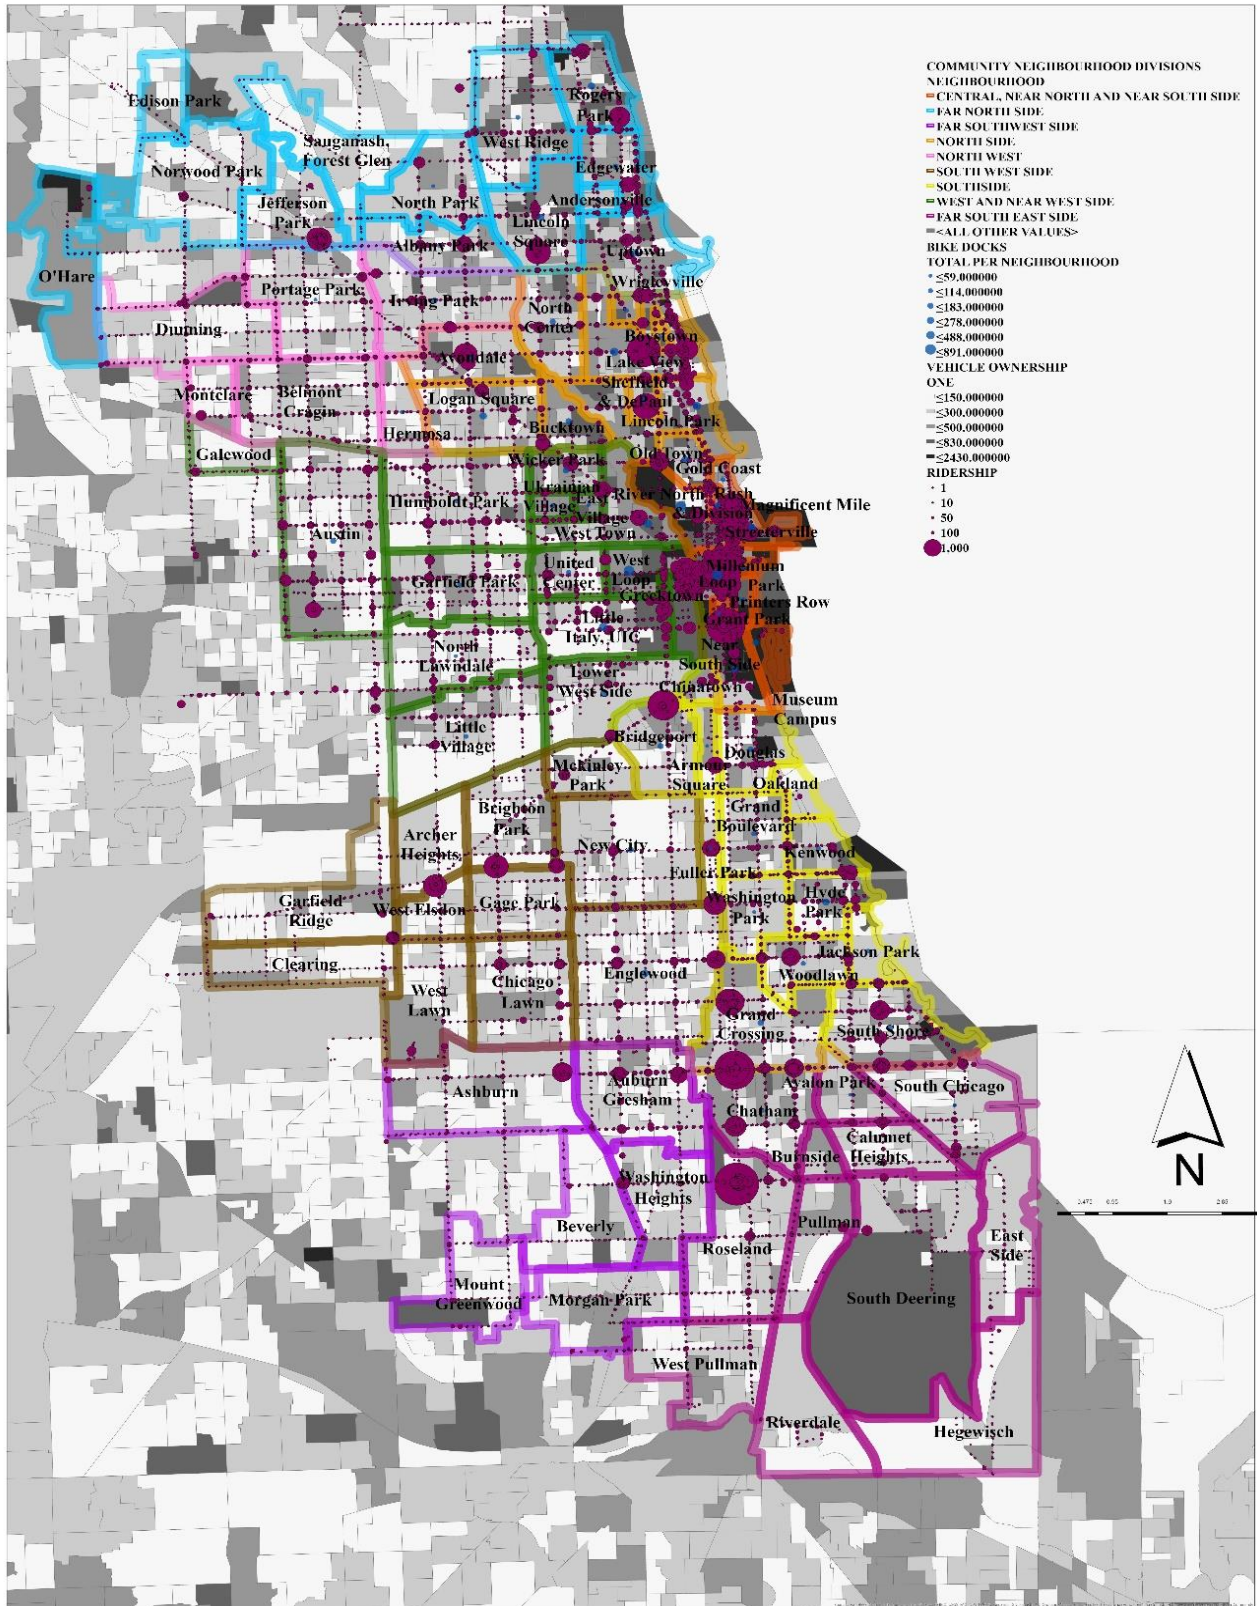 COMMUNITY NEIGHBOURHOOD DIVISIONS
NEIGHBOURHOOD
CENTRAL, NEAR NORTH AND NEAR SOUTH SIDE
FAR NORTH SIDE
FAR SOUTHWEST SIDE
NORTH SIDE
NORTH WEST
SOUTH WEST SIDE
SOUTHSIDE
WEST AND NEAR WEST SIDE
FAR SOUTH EAST SIDE
<ALL OTHER VALUES>
BIKE DOCKS
TOTAL PER NEIGHBOURHOOD
≤59.000000
≤114.000000
≤183.000000
≤278.000000
≤488.000000
≤891.000000
VEHICLE OWNERSHIP
ONE
≤150.000000
≤300.000000
≤500.000000
≤830.000000
≤2430.000000
RIDERSHIP
1
10
50
100
1.000
Edison Park
Rogers
Park
Sauganash,
Forest Glen
West Ridge
Norwood Park
Edgewater
Jefferson
Park
North Park
Andersonville
Lincoln
Square
Albany Park
Uptown
O'Hare
Portage Park
Irving Park
Wrigleyville
North
Center
Dunning
Boystown
Avondale
Lake View
Montclare
Belmont
Cragin
Logan Square
Sheffield
& DePaul
Lincoln Park
Hermosa
Bucktown
Galewood
Wicker Park
Old Town
Gold Coast
Humboldt Park
Ukrainian
Village
East
Village
River North
Rush
& Division
Magnificent Mile
Austin
West Town
Streeterville
United
Center
West
Loop
Millenium
Park
Loop
Garfield Park
Greektown
Printers Row
Little
Italy, UIC
Grant Park
North
Lawndale
Near
South Side
Lower
West Side
Chinatown
Museum
Campus
Little
Village
Bridgeport
Douglas
Mckinley
Park
Armour
Square
Oakland
Brighton
Park
Grand
Boulevard
Archer
Heights
New City
Kenwood
Fuller Park
Garfield
Ridge
West Elsdon
Gage Park
Washington
Park
Hyde
Park
Clearing
Jackson Park
Englewood
Woodlawn
West
Lawn
Chicago
Lawn
Grand
Crossing
South Shore
Ashburn
Auburn
Gresham
Avalon Park
South Chicago
Chatham
Calumet
Heights
Burnside
Washington
Heights
Beverly
Pullman
Roseland
East
Side
Mount
Greenwood
Morgan Park
South Deering
West Pullman
Riverdale
Hegewisch
N